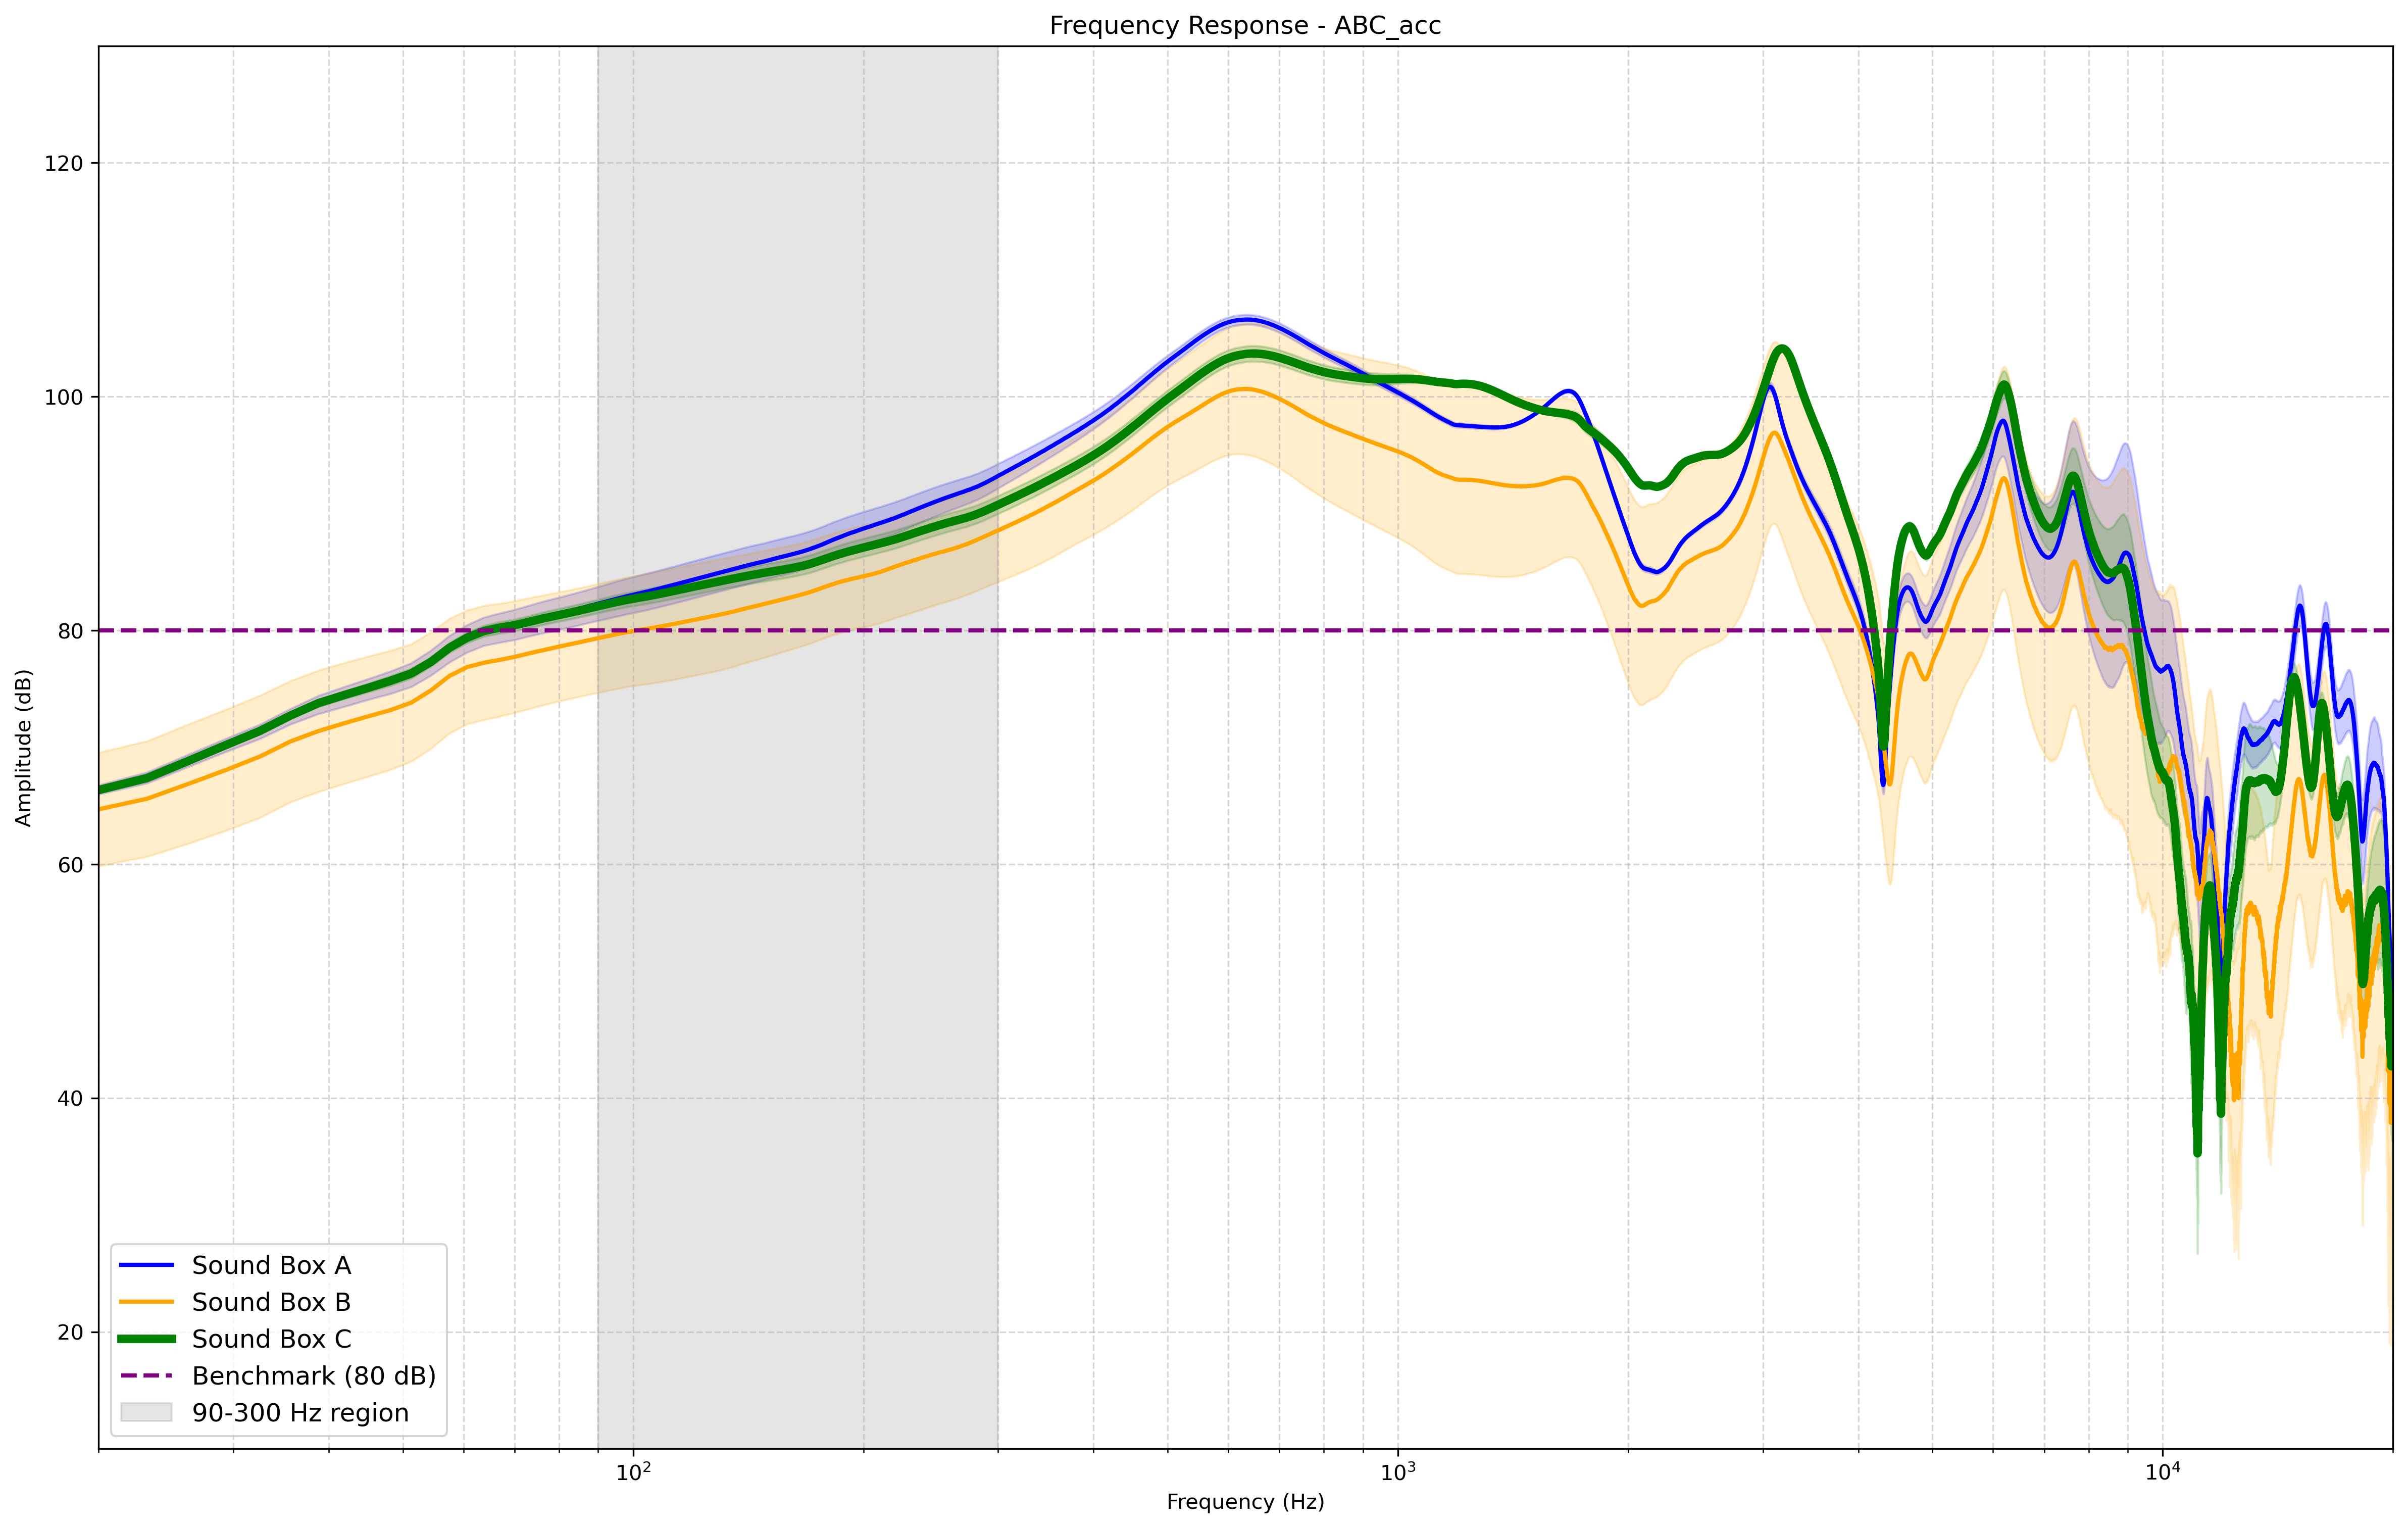 Frequency Response - ABC_acc
Amplitude (dB)
120
100
80
60
40
20
Sound Box A
Sound Box B
Sound Box C
Benchmark (80 dB)
90-300 Hz region
10²
10³
10⁴
Frequency (Hz)